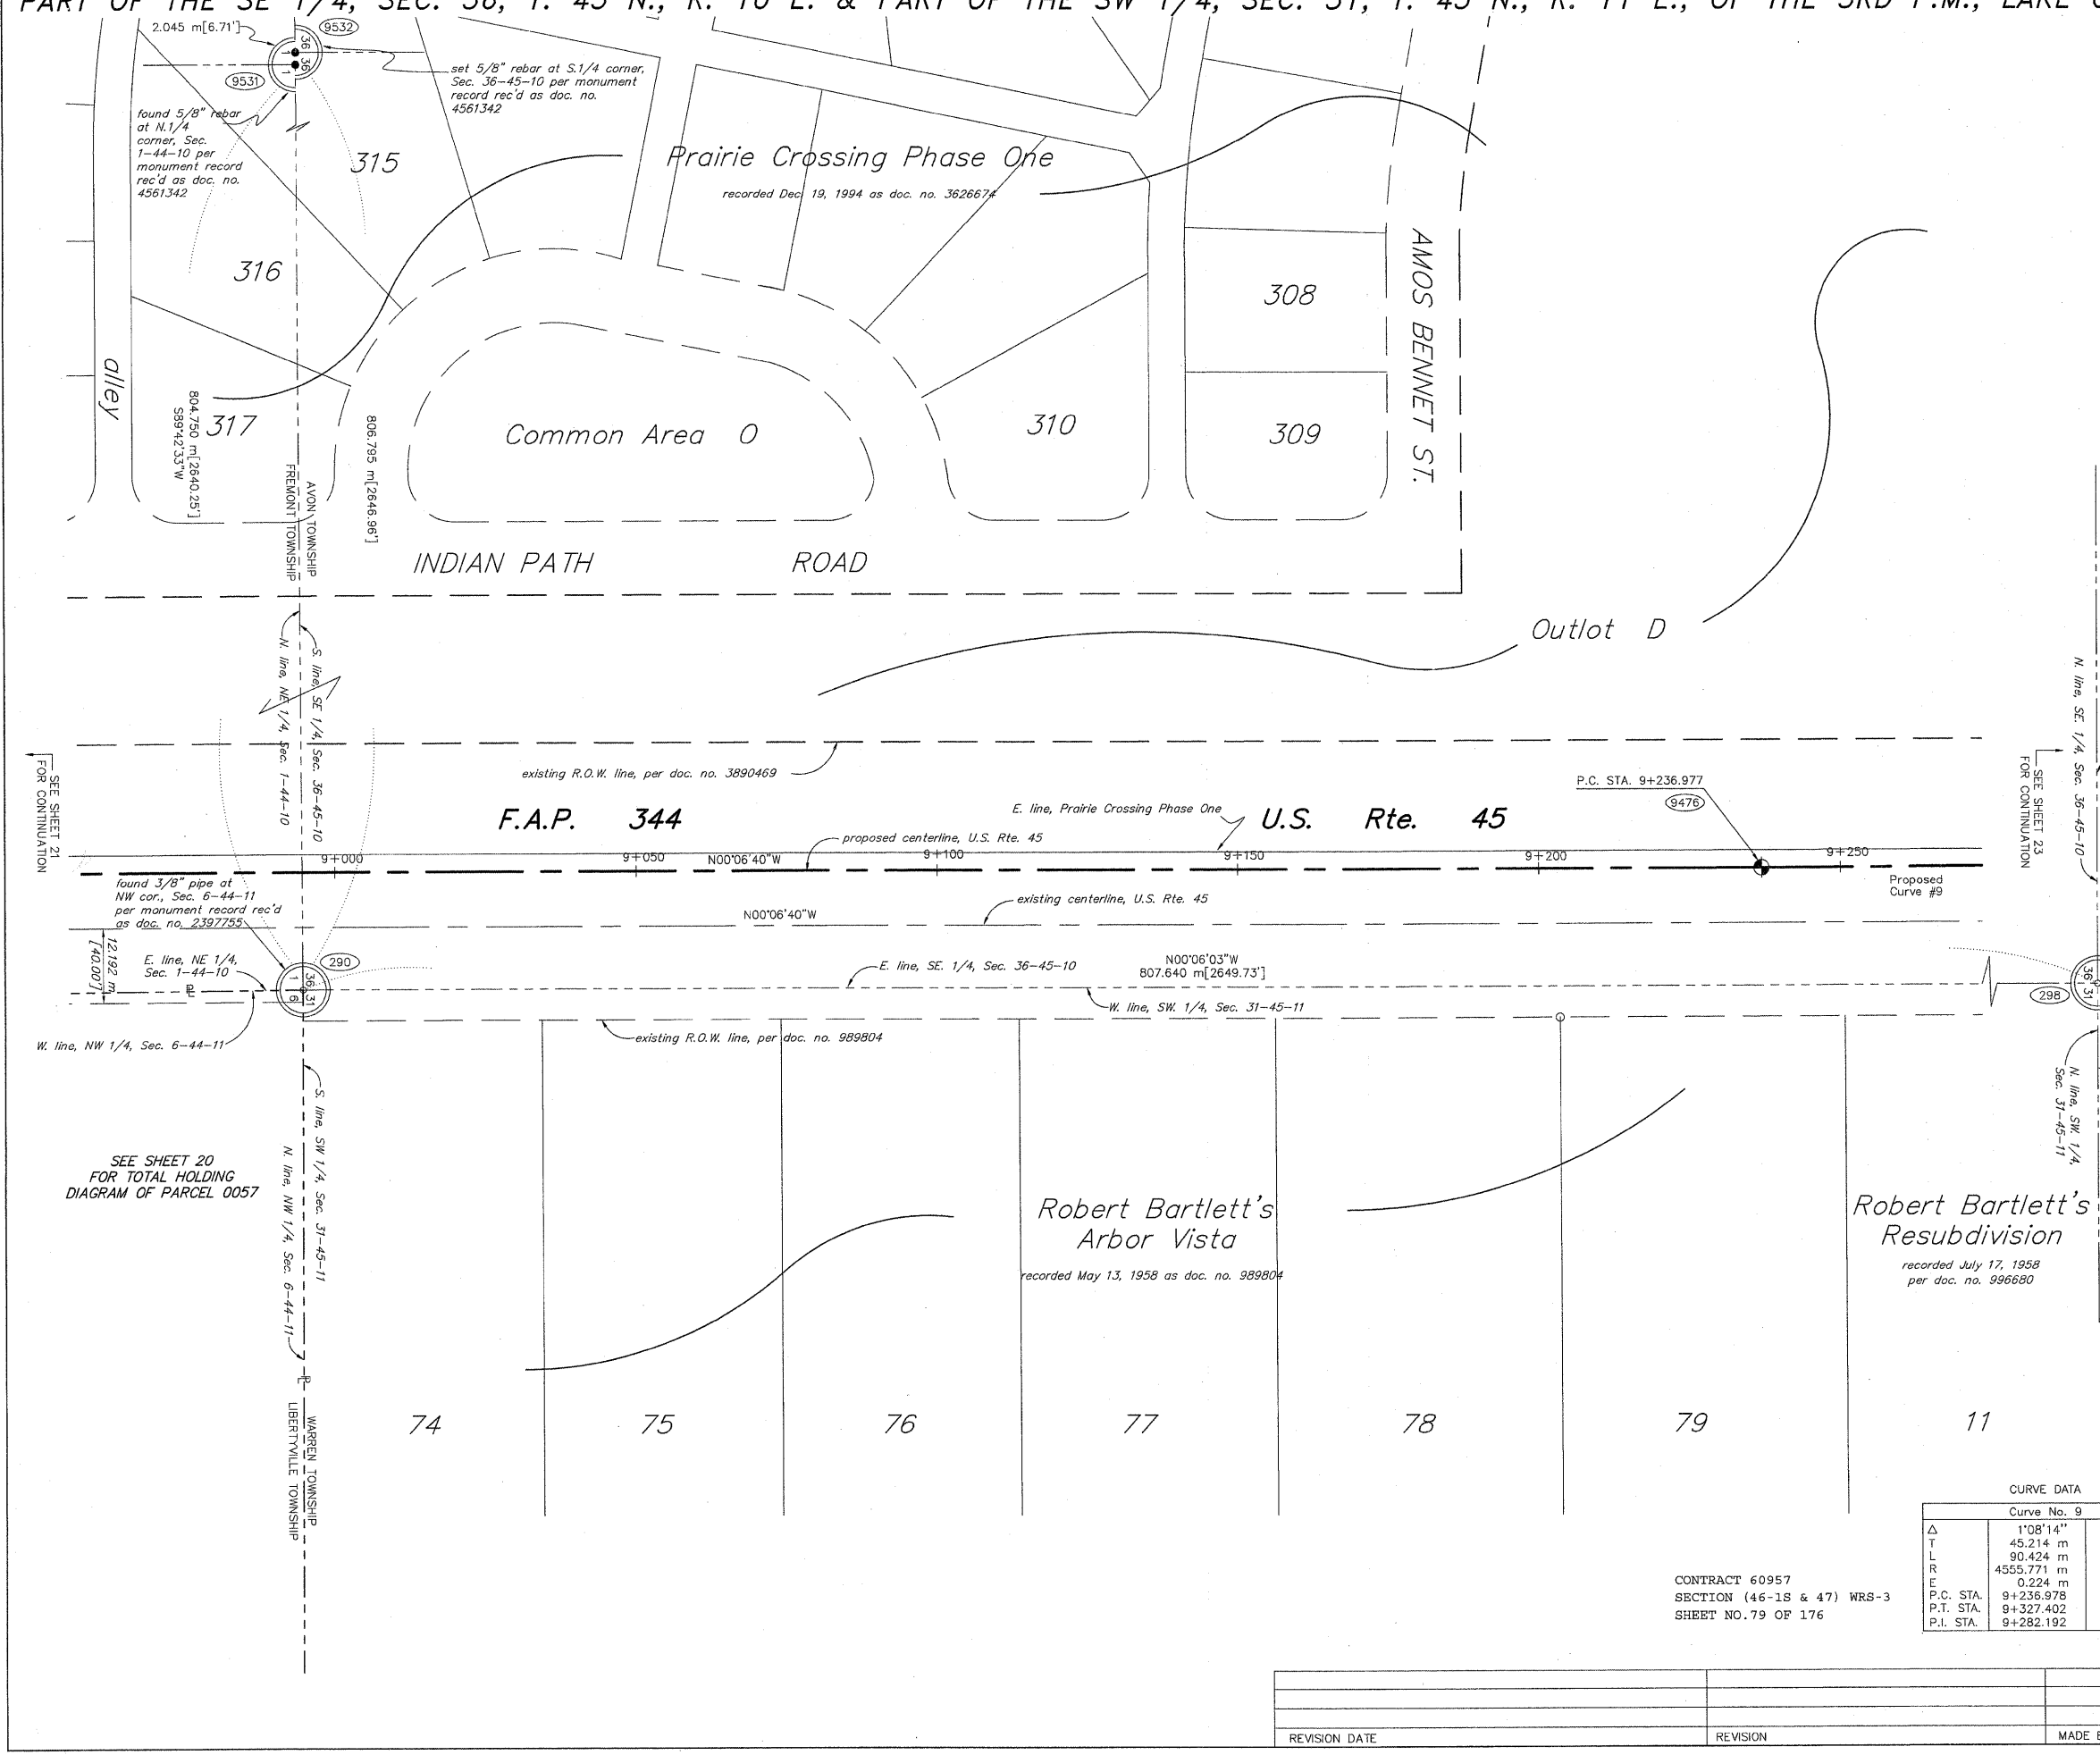 PART OF THE SE 1/4, SEC. 36, T. 45 N., R. 10 E. & PART OF THE SW 1/4, SEC. 31, T. 45 N., R. 11 E., OF THE 3RD P.M., LAKE
2.045 m[6.71']
9532
36
36
1
1
9531
set 5/8" rebar at S.1/4 corner,
Sec. 36-45-10 per monument
record rec'd as doc. no.
4561342
found 5/8" rebar
at N.1/4
corner, Sec.
1-44-10 per
monument record
rec'd as doc. no.
4561342
315
Prairie Crossing Phase One
recorded Dec 19, 1994 as doc. no. 3626674
316
308
AMOS BENNET ST.
alley
317
804.750 m[2640.25']
S89°42'33"W
806.795 m[2646.96']
Common Area O
310
309
FREMONT TOWNSHIP
AVON TOWNSHIP
INDIAN PATH ROAD
Outlot D
N. line, NE 1/4, Sec. 1-44-10
S. line, SE 1/4, Sec. 36-45-10
N. line, SE. 1/4, Sec. 36-45-10
SEE SHEET 21
FOR CONTINUATION
SEE SHEET 23
FOR CONTINUATION
existing R.O.W. line, per doc. no. 3890469
P.C. STA. 9+236.977
9476
F.A.P. 344
E. line, Prairie Crossing Phase One
U.S. Rte. 45
proposed centerline, U.S. Rte. 45
9+000
9+050
N00°06'40"W
9+100
9+150
9+200
9+250
Proposed
Curve #9
found 3/8" pipe at
NW cor., Sec. 6-44-11
per monument record rec'd
as doc. no. 2397755
N00°06'40"W
existing centerline, U.S. Rte. 45
12.192 m
[40.00']
E. line, NE 1/4,
Sec. 1-44-10
290
1
36
6
31
E. line, SE. 1/4, Sec. 36-45-10
N00°06'03"W
807.640 m[2649.73']
W. line, SW. 1/4, Sec. 31-45-11
36
31
298
W. line, NW 1/4, Sec. 6-44-11
existing R.O.W. line, per doc. no. 989804
S. line, SW 1/4, Sec. 31-45-11
N. line, NW 1/4, Sec. 6-44-11
N. line, SW. 1/4,
Sec. 31-45-11
SEE SHEET 20
FOR TOTAL HOLDING
DIAGRAM OF PARCEL 0057
Robert Bartlett's
Arbor Vista
recorded May 13, 1958 as doc. no. 989804
Robert Bartlett's
Resubdivision
recorded July 17, 1958
per doc. no. 996680
WARREN TOWNSHIP
LIBERTYVILLE TOWNSHIP
74
75
76
77
78
79
11
CURVE DATA
Curve No. 9
Δ 1°08'14"
T 45.214 m
L 90.424 m
R 4555.771 m
E 0.224 m
P.C. STA. 9+236.978
P.T. STA. 9+327.402
P.I. STA. 9+282.192
CONTRACT 60957
SECTION (46-1S & 47) WRS-3
SHEET NO.79 OF 176
REVISION DATE
REVISION
MADE